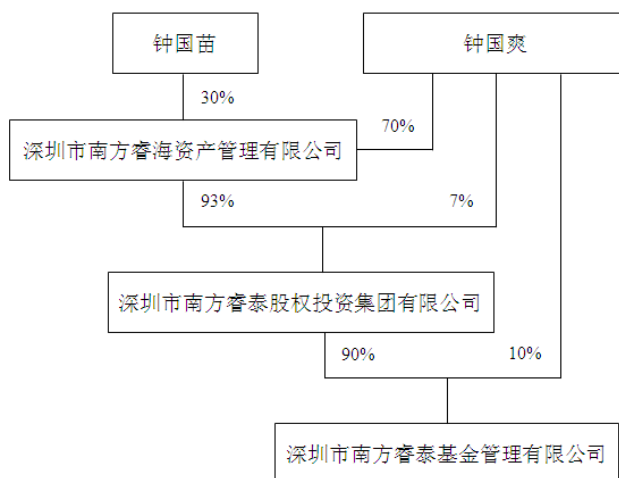 钟国苗
钟国爽
30%
70%
深圳市南方睿海资产管理有限公司
93%
7%
深圳市南方睿泰股权投资集团有限公司
90%
10%
深圳市南方睿泰基金管理有限公司